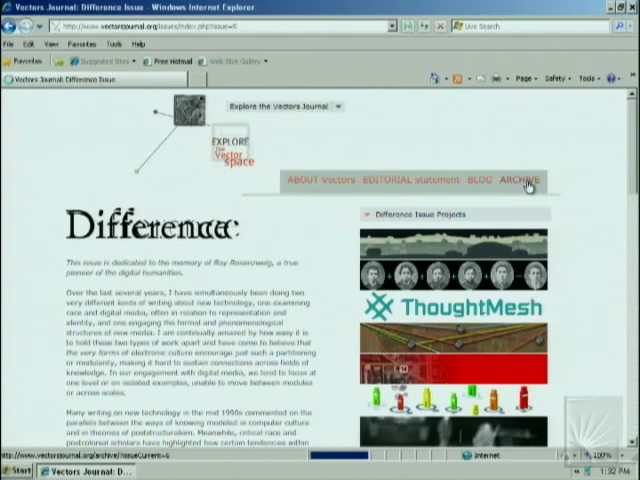 Vectors Journal: Difference Issue - Windows Internet Explorer
http://www.vectorsjournal.org/issues/index.php?issue=6
Live Search
File Edit View Favorites Tools Help
Favorites Suggested Sites Free Hotmail Web Slice Gallery
Vectors Journal: Difference Issue
Page Safety Tools
Explore the Vectors Journal
EXPLORE
the
Vector
space
ABOUT Vectors EDITORIAL statement BLOG ARCHIVE
Difference:
Difference Issue Projects
This issue is dedicated to the memory of Roy Rosenzweig, a true
pioneer of the digital humanities.
Over the last several years, I have simultaneously been doing two
very different kinds of writing about new technology, one examining
race and digital media, often in relation to representation and
identity, and one engaging the formal and phenomenological
structures of new media. I am continually amazed by how easy it is
to hold these two types of work apart and have come to believe that
the very forms of electronic culture encourage just such a partitioning
or modularity, making it hard to sustain connections across fields of
knowledge. In our engagement with digital media, we tend to focus at
one level or on isolated examples, unable to move between modules
or across scales.
Many writing on new technology in the mid 1990s commented on the
parallels between the ways of knowing modeled in computer culture
and in theories of poststructuralism. Meanwhile, critical race and
postcolonial scholars have highlighted how certain tendencies within
ThoughtMesh
http://www.vectorsjournal.org/archive/?IssueCurrent=6
Internet
100%
Start
Vectors Journal: D...
1:32 PM